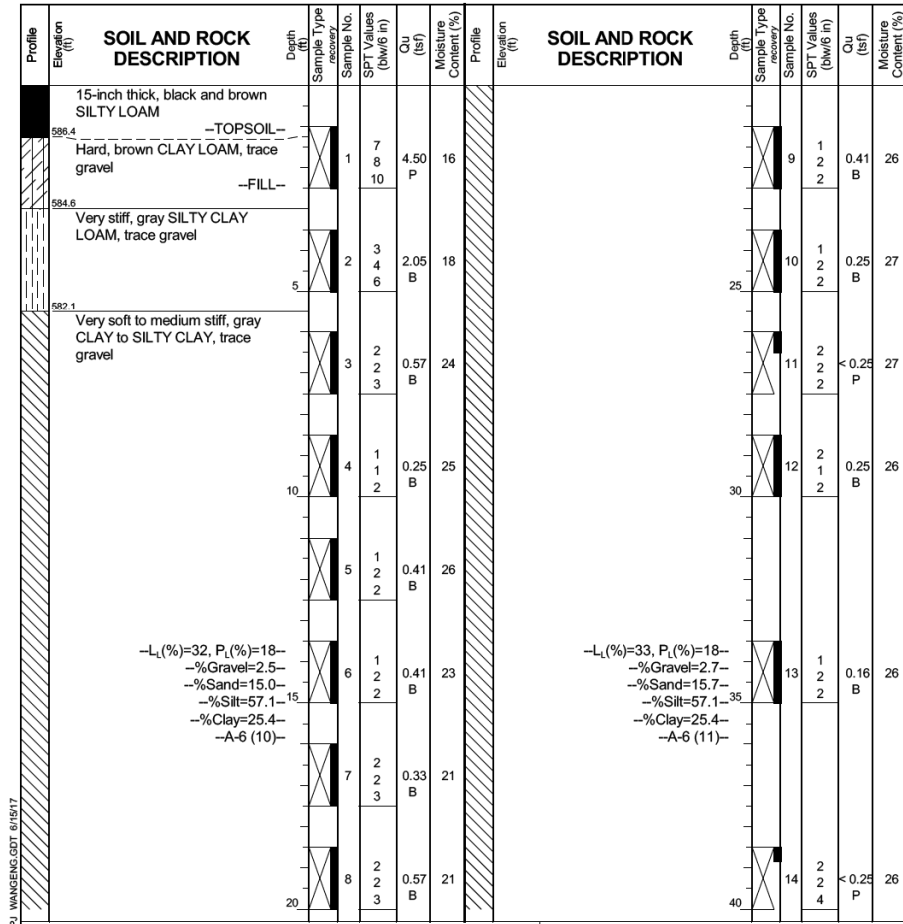 Profile
Elevation (ft)
SOIL AND ROCK
DESCRIPTION
Depth (ft)
Sample Type
recovery
Sample No.
SPT Values (blw/6 in)
Qu (tsf)
Moisture Content (%)
15-inch thick, black and brown
SILTY LOAM
586.4 --TOPSOIL--
Hard, brown CLAY LOAM, trace
gravel
--FILL--
584.6
1 7 8 10 4.50 P 16
Very stiff, gray SILTY CLAY
LOAM, trace gravel
2 3 4 6 2.05 B 18
5
582.1
Very soft to medium stiff, gray
CLAY to SILTY CLAY, trace
gravel
3 2 2 3 0.57 B 24
4 1 1 2 0.25 B 25
10
5 1 2 2 0.41 B 26
--LL(%)=32, PL(%)=18--
--%Gravel=2.5--
--%Sand=15.0--
--%Silt=57.1--
--%Clay=25.4--
--A-6 (10)--
6 1 2 2 0.41 B 23
15
7 2 2 3 0.33 B 21
8 2 2 3 0.57 B 21
20
Profile
Elevation (ft)
SOIL AND ROCK
DESCRIPTION
Depth (ft)
Sample Type
recovery
Sample No.
SPT Values (blw/6 in)
Qu (tsf)
Moisture Content (%)
9 1 2 2 0.41 B 26
10 1 2 2 0.25 B 27
25
11 2 2 2 < 0.25 P 27
12 2 1 2 0.25 B 26
30
--LL(%)=33, PL(%)=18--
--%Gravel=2.7--
--%Sand=15.7--
--%Silt=57.1--
--%Clay=25.4--
--A-6 (11)--
13 1 2 2 0.16 B 26
35
14 2 2 4 < 0.25 P 26
40
WANGENG.GDT 6/15/17